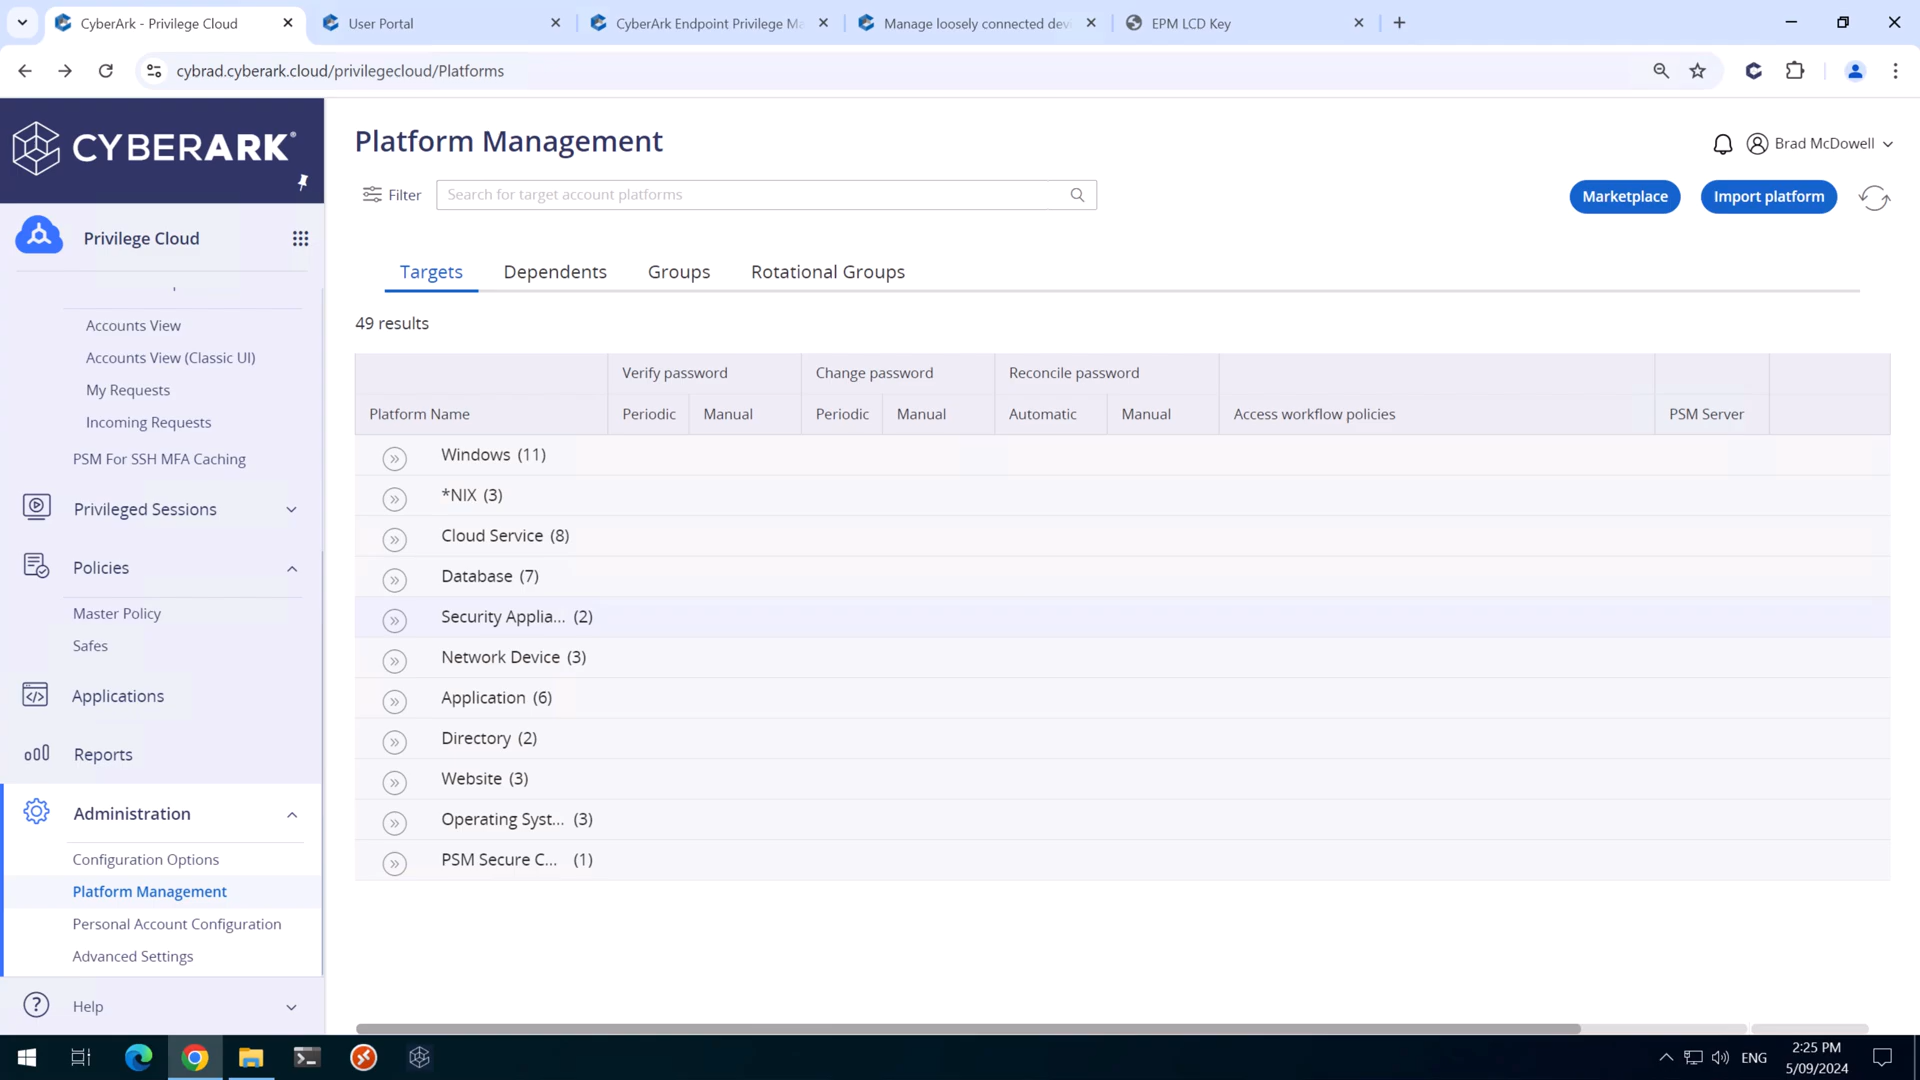 CyberArk - Privilege Cloud
User Portal
CyberArk Endpoint Privilege Ma
Manage loosely connected dev
EPM LCD Key
cybrad.cyberark.cloud/privilegecloud/Platforms
CYBERARK®
Platform Management
Brad McDowell
Filter
Search for target account platforms
Marketplace
Import platform
Privilege Cloud
Targets
Dependents
Groups
Rotational Groups
49 results
Accounts View
Accounts View (Classic UI)
My Requests
Incoming Requests
PSM For SSH MFA Caching
Privileged Sessions
Policies
Master Policy
Safes
Applications
Reports
Administration
Configuration Options
Platform Management
Personal Account Configuration
Advanced Settings
Help
Verify password
Change password
Reconcile password
Platform Name
Periodic
Manual
Periodic
Manual
Automatic
Manual
Access workflow policies
PSM Server
Windows (11)
*NIX (3)
Cloud Service (8)
Database (7)
Security Applia... (2)
Network Device (3)
Application (6)
Directory (2)
Website (3)
Operating Syst... (3)
PSM Secure C... (1)
ENG
2:25 PM
5/09/2024